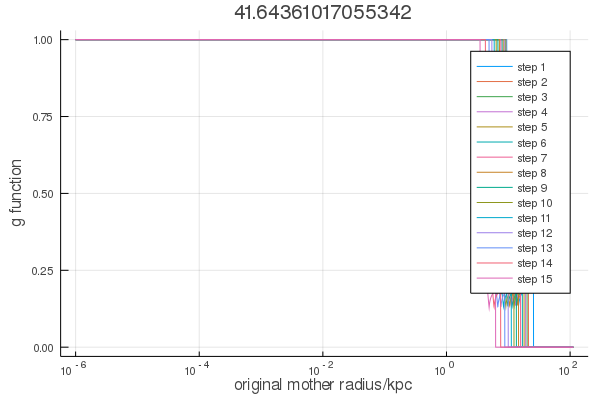 41.64361017055342
1.00
0.75
0.50
0.25
0.00
g function
10^-6
10^-4
10^-2
10^0
10^2
original mother radius/kpc
step 1
step 2
step 3
step 4
step 5
step 6
step 7
step 8
step 9
step 10
step 11
step 12
step 13
step 14
step 15